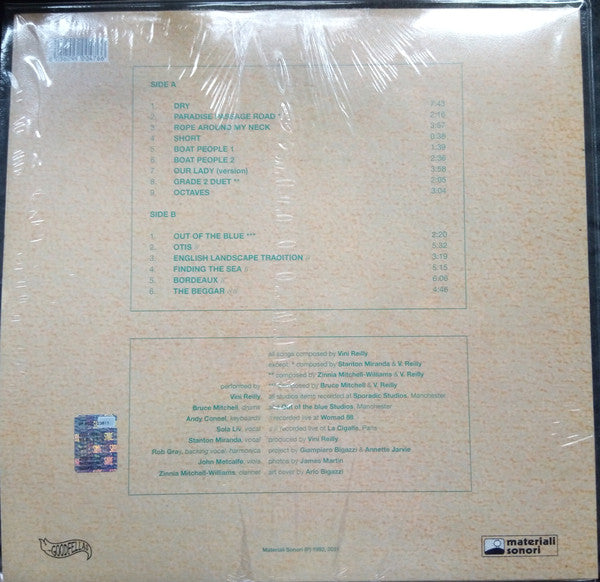 SIDE A
1. DRY 7:43
2. PARADISE PASSAGE ROAD * 2:16
3. ROPE AROUND MY NECK 3:57
4. SHORT 0:38
5. BOAT PEOPLE 1 1:39
6. BOAT PEOPLE 2 2:36
7. OUR LADY (version) 3:58
8. GRADE 2 DUET ** 2:05
9. OCTAVES 3:04
SIDE B
1. OUT OF THE BLUE *** 2:20
2. OTIS // 5:32
3. ENGLISH LANDSCAPE TRADITION // 3:19
4. FINDING THE SEA // 5:15
5. BORDEAUX // 6:06
6. THE BEGGAR /// 4:46
all songs composed by Vini Reilly
except: * composed by Stanton Miranda & V. Reilly
** composed by Zinnia Mitchell-Williams & V. Reilly
performed by *** composed by Bruce Mitchell & V. Reilly
Vini Reilly, all studios items recorded at Sporadic Studios, Manchester
Bruce Mitchell, drums and Out of the blue Studios, Manchester
Andy Connel, keyboards // recorded live at Womad 88
Sola Liv, vocal recorded live at La Cigalle, Paris
Stanton Miranda, vocal produced by Vini Reilly
Rob Gray, backing vocal, harmonica project by Giampiero Bigazzi & Annette Jarvie
John Metcalfe, viola photos by James Martin
Zinnia Mitchell-Williams, clarinet art cover by Arlo Bigazzi
GOODFELLAS
Materiali Sonori (P) 1992,
materiali
sonori